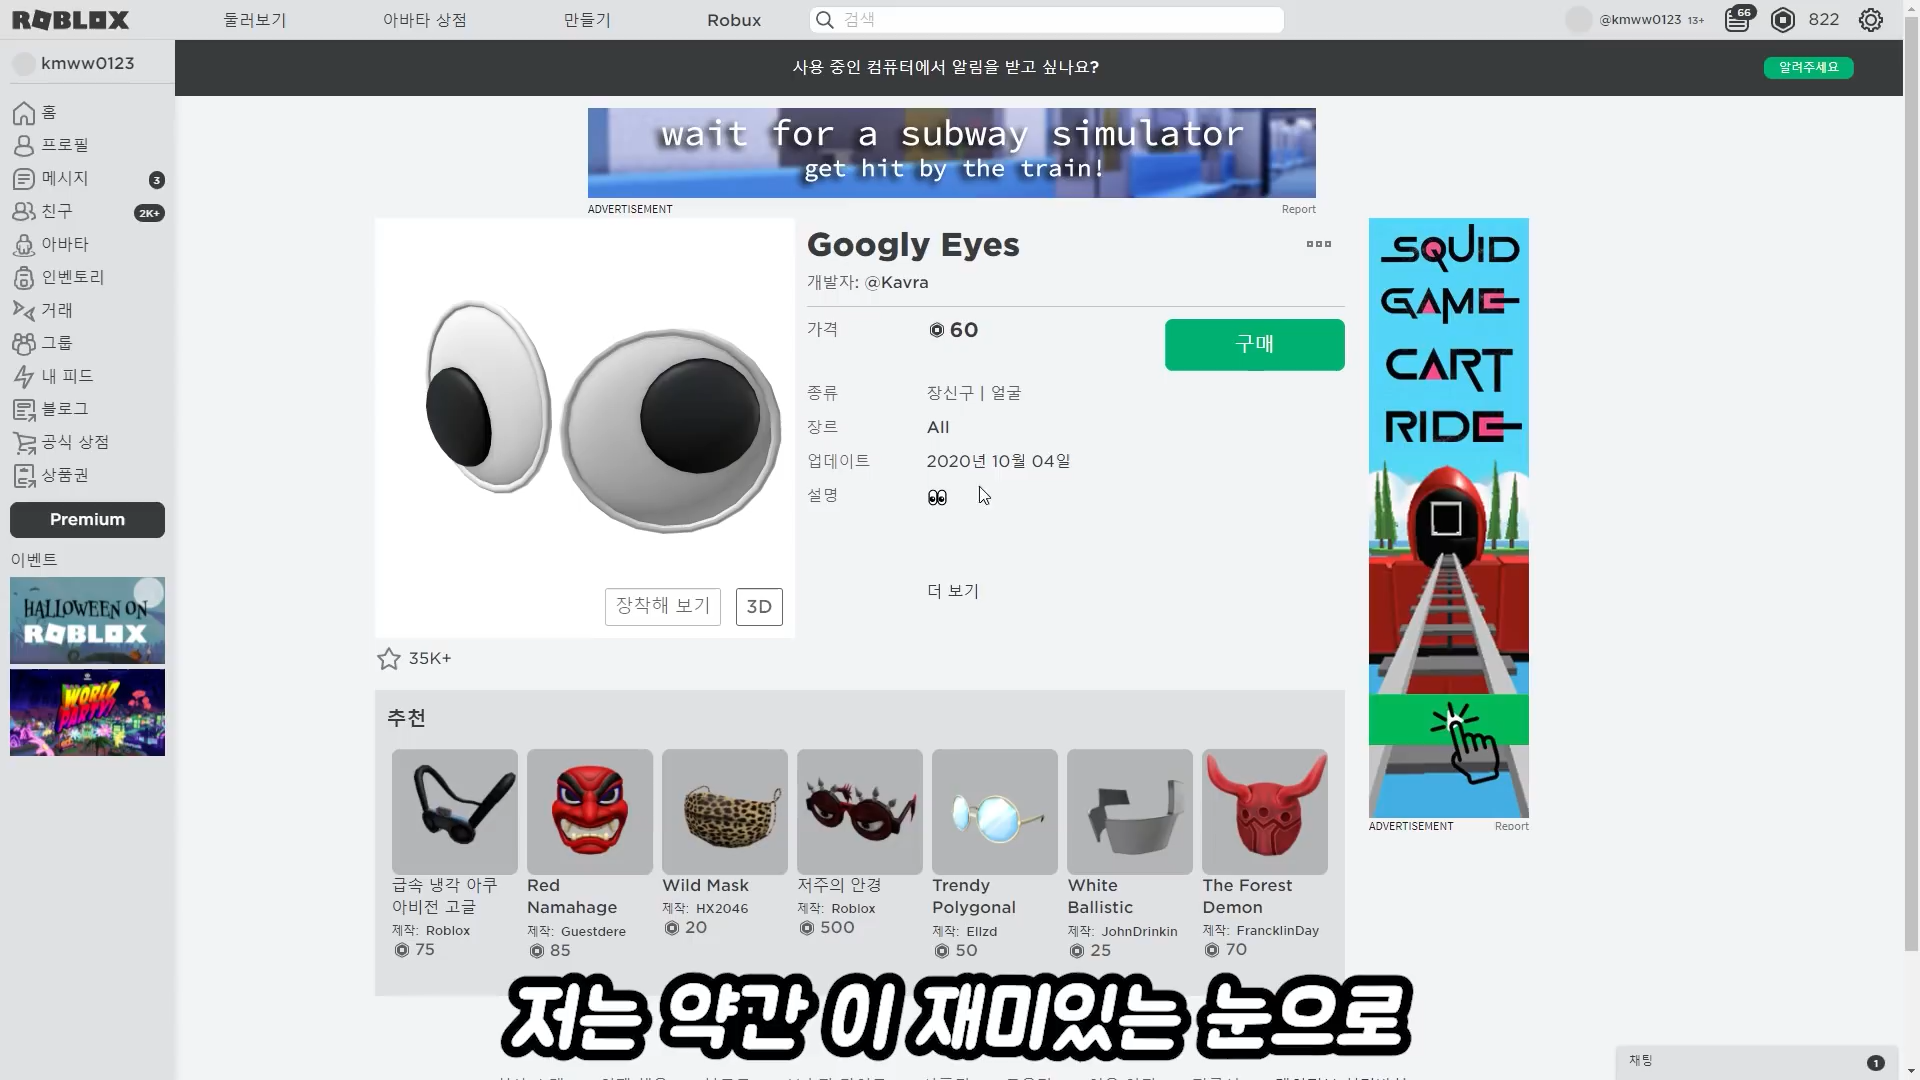 ROBLOX
둘러보기
아바타 상점
만들기
Robux
검색
@kmww0123 13+
66
822
kmww0123
사용 중인 컴퓨터에서 알림을 받고 싶나요?
알려주세요
홈
프로필
메시지 3
친구 2K+
아바타
인벤토리
거래
그룹
내 피드
블로그
공식 상점
상품권
Premium
이벤트
HALLOWEEN ON
ROBLOX
WORLD
PARTY!
wait for a subway simulator
get hit by the train!
ADVERTISEMENT
Report
Googly Eyes
개발자: @Kavra
가격 60
구매
종류 장신구 | 얼굴
장르 All
업데이트 2020년 10월 04일
설명
더 보기
장착해 보기
3D
35K+
SQUID
GAME
CART
RIDE
ADVERTISEMENT
Report
추천
급속 냉각 아쿠
아비전 고글
제작: Roblox
75
Red
Namahage
제작: Guestdere
85
Wild Mask
제작: HX2046
20
저주의 안경
제작: Roblox
500
Trendy
Polygonal
제작: Ellzd
50
White
Ballistic
제작: JohnDrinkin
25
The Forest
Demon
제작: FrancklinDay
70
저는 약간 이 재미있는 눈으로
채팅
1